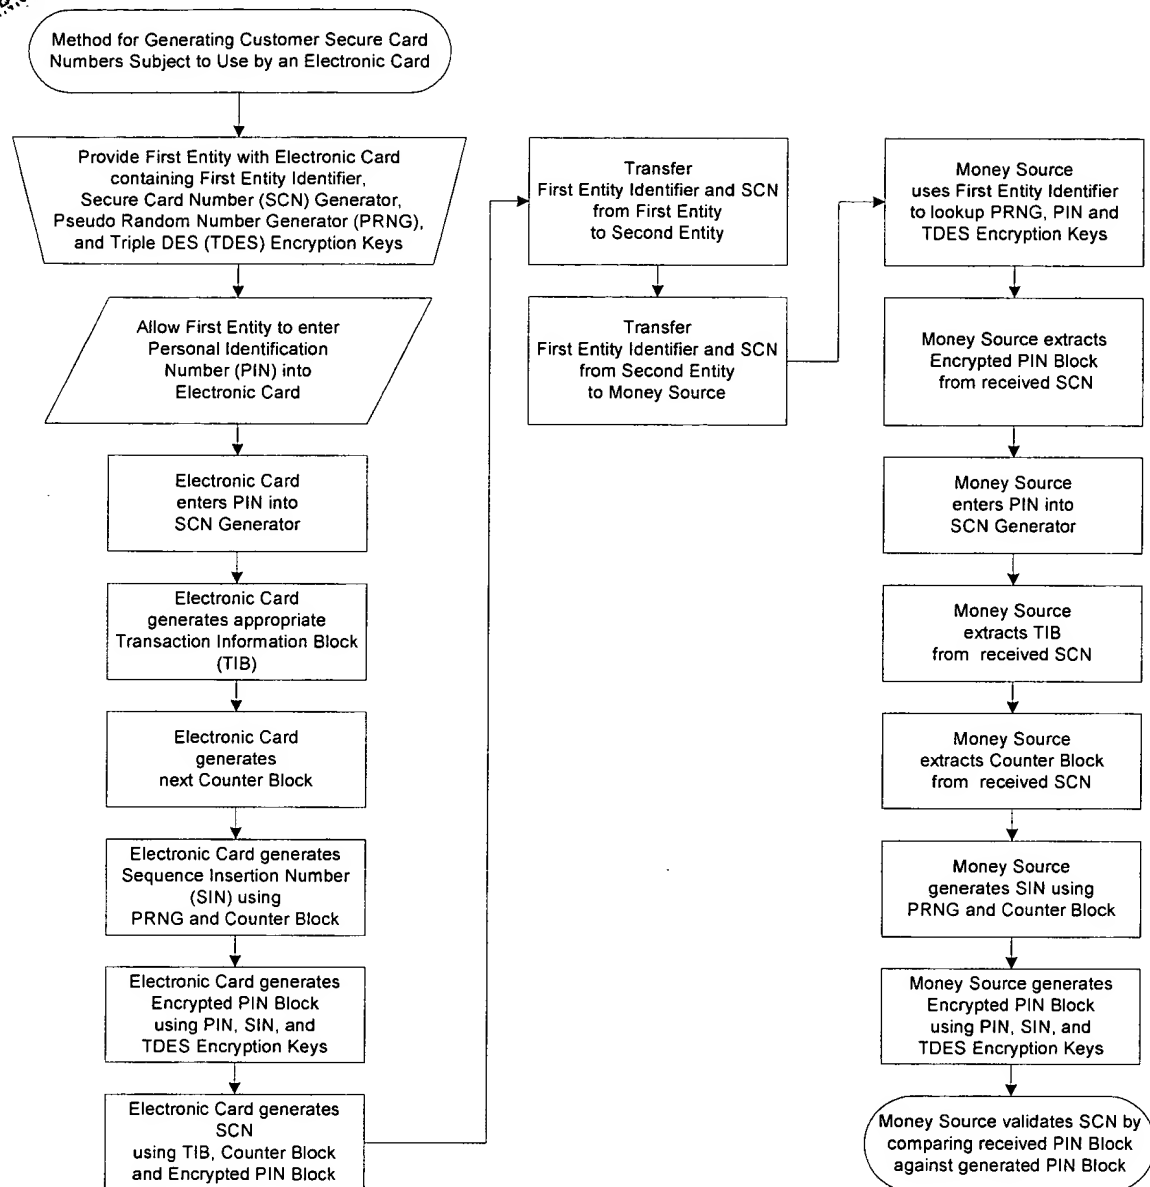 Method for Generating Customer Secure Card
Numbers Subject to Use by an Electronic Card
Provide First Entity with Electronic Card
containing First Entity Identifier,
Secure Card Number (SCN) Generator,
Pseudo Random Number Generator (PRNG),
and Triple DES (TDES) Encryption Keys
Allow First Entity to enter
Personal Identification
Number (PIN) into
Electronic Card
Electronic Card
enters PIN into
SCN Generator
Electronic Card
generates appropriate
Transaction Information Block
(TIB)
Electronic Card
generates
next Counter Block
Electronic Card generates
Sequence Insertion Number
(SIN) using
PRNG and Counter Block
Electronic Card generates
Encrypted PIN Block
using PIN, SIN, and
TDES Encryption Keys
Electronic Card generates
SCN
using TIB, Counter Block
and Encrypted PIN Block
Transfer
First Entity Identifier and SCN
from First Entity
to Second Entity
Transfer
First Entity Identifier and SCN
from Second Entity
to Money Source
Money Source
uses First Entity Identifier
to lookup PRNG, PIN and
TDES Encryption Keys
Money Source extracts
Encrypted PIN Block
from received SCN
Money Source
enters PIN into
SCN Generator
Money Source
extracts TIB
from received SCN
Money Source
extracts Counter Block
from received SCN
Money Source
generates SIN using
PRNG and Counter Block
Money Source generates
Encrypted PIN Block
using PIN, SIN, and
TDES Encryption Keys
Money Source validates SCN by
comparing received PIN Block
against generated PIN Block